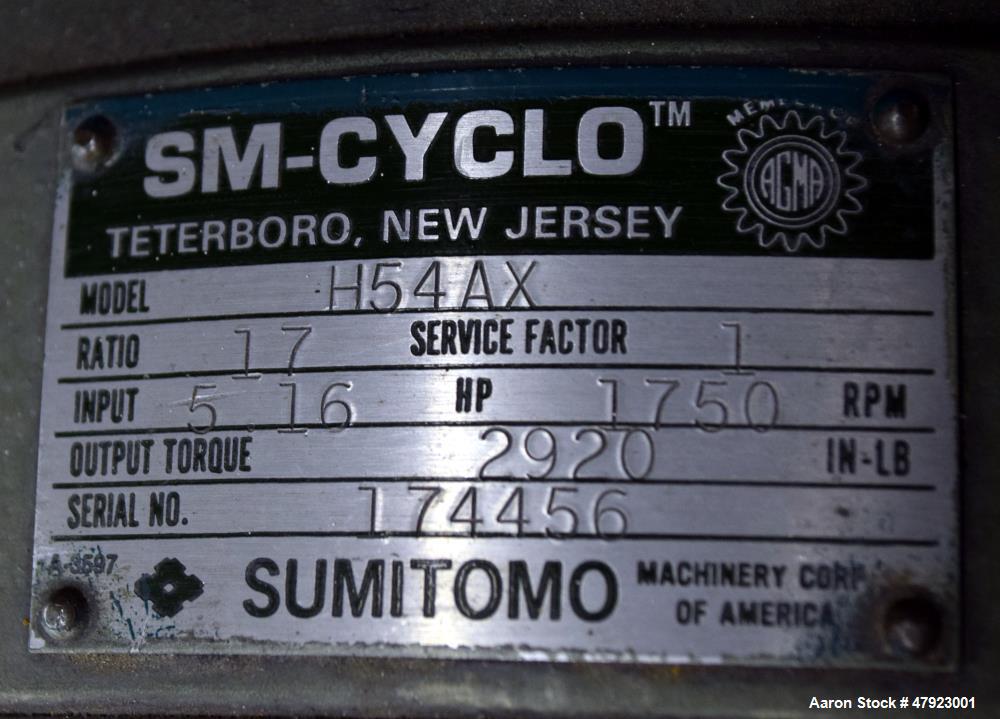 SM-CYCLO™
TETERBORO, NEW JERSEY
AGMA
MODEL H54AX
RATIO 17 SERVICE FACTOR 1
INPUT 5.16 HP 1750 RPM
OUTPUT TORQUE 2920 IN-LB
SERIAL NO. 174456
SUMITOMO
MACHINERY CORP
OF AMERICA
Aaron Stock # 47923001